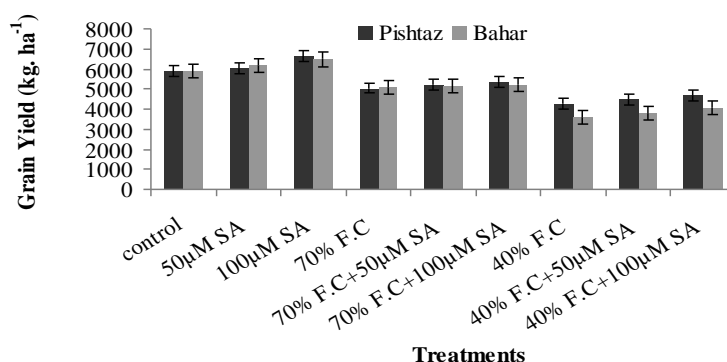 Grain Yield (kg. ha-1)
8000
7000
6000
5000
4000
3000
2000
1000
0
Pishtaz
Bahar
control
50µM SA
100µM SA
70% F.C
70% F.C+50µM SA
70% F.C+100µM SA
40% F.C
40% F.C+50µM SA
40% F.C+100µM SA
Treatments